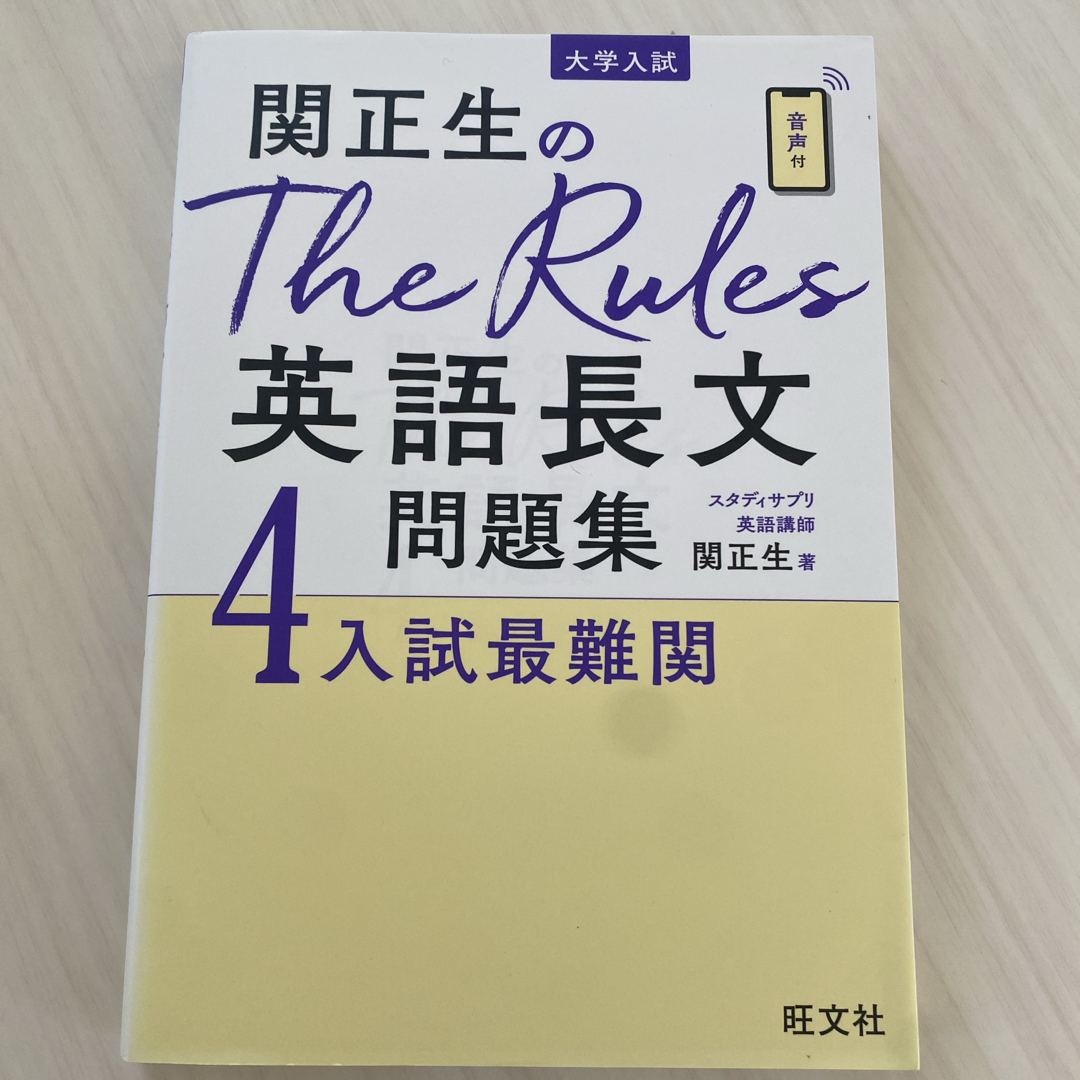 大学入試
音声付
関正生の
The Rules
英語長文
問題集
スタディサプリ
英語講師
関正生 著
4 入試最難関
旺文社